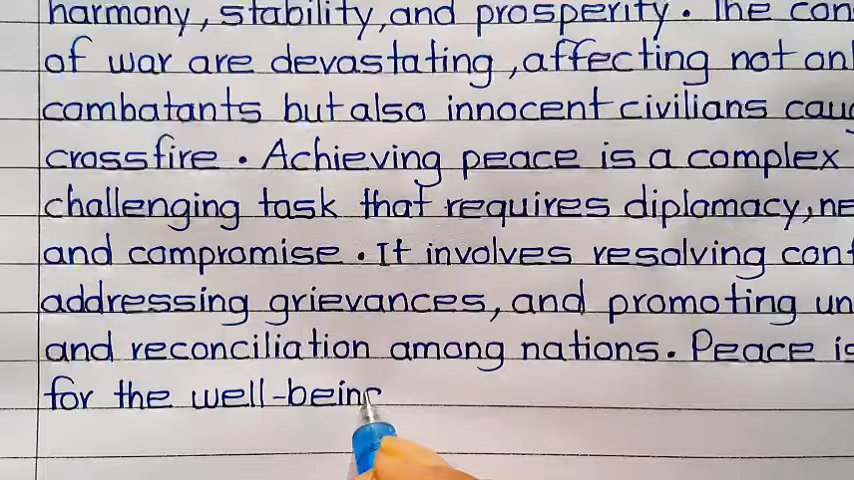 harmony, stability, and prosperity. The con
of war are devastating, affecting not onl
combatants but also innocent civilians caug
crossfire. Achieving peace is a complex
challenging task that requires diplomacy, ne
and compromise. It involves resolving conf
addressing grievances, and promoting un
and reconciliation among nations. Peace is
for the well-bein